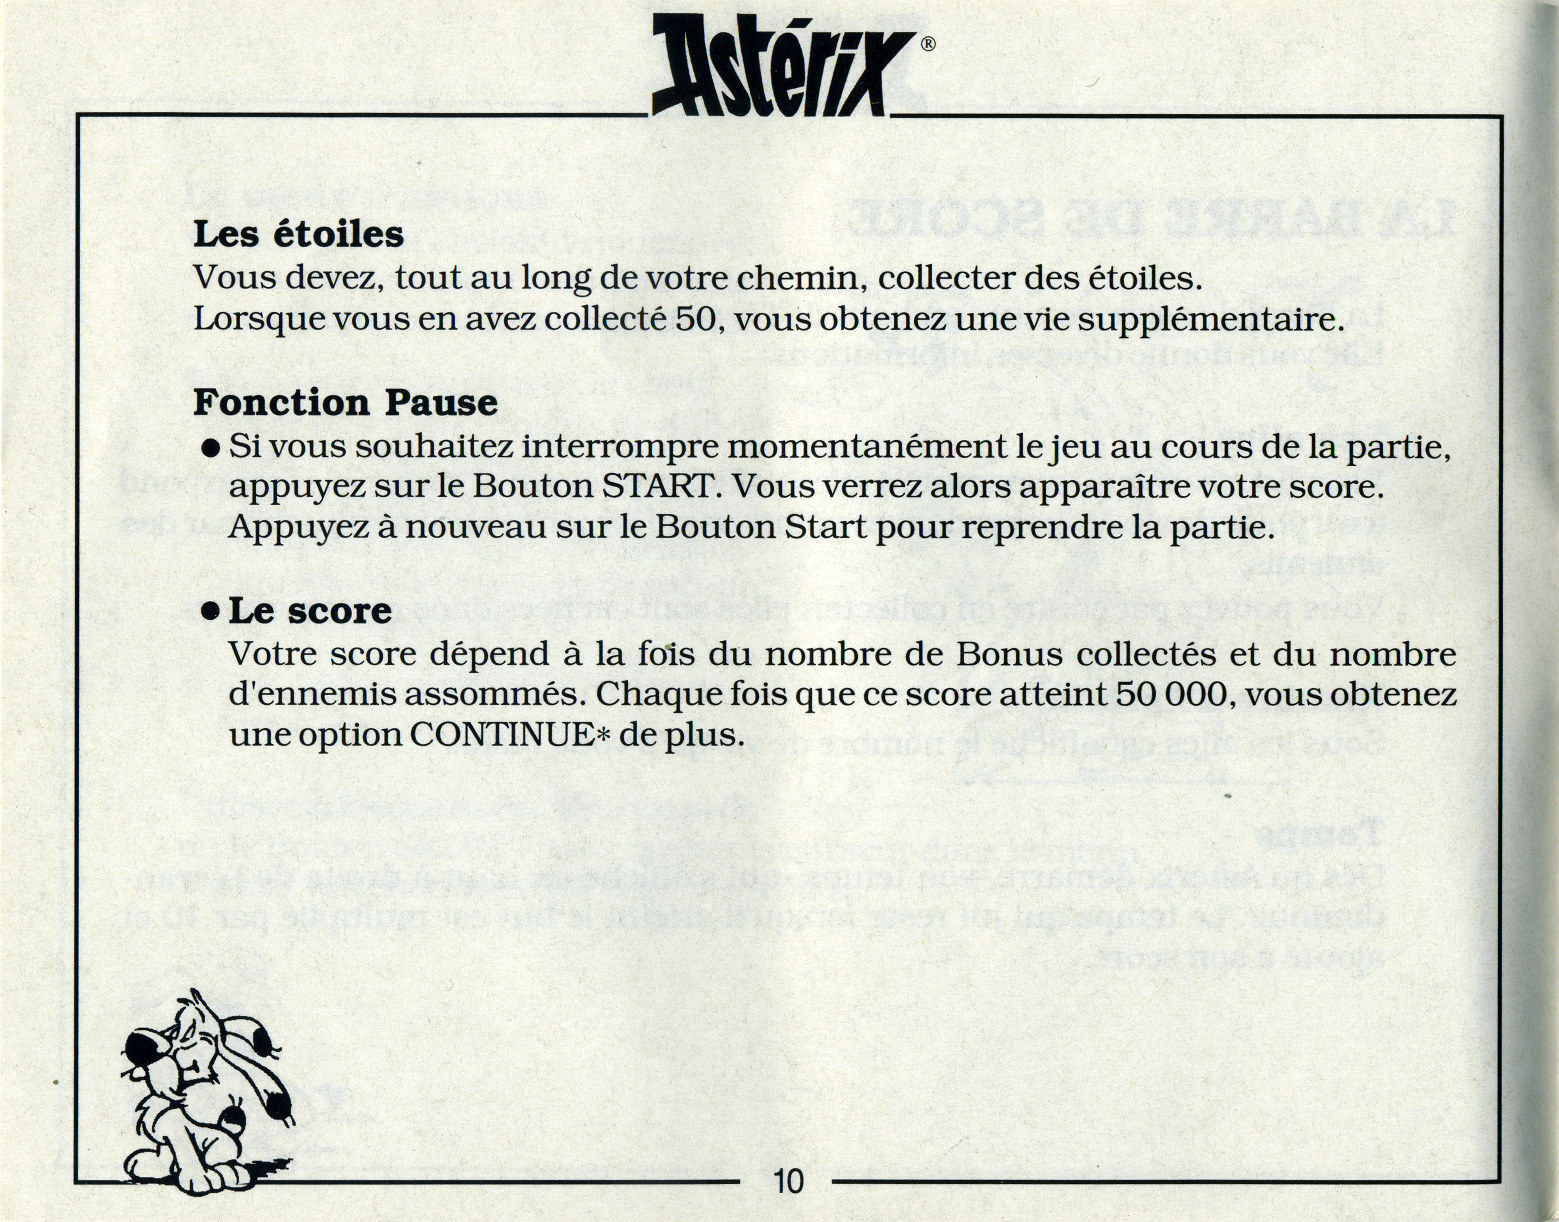 Astérix®
Les étoiles
Vous devez, tout au long de votre chemin, collecter des étoiles.
Lorsque vous en avez collecté 50, vous obtenez une vie supplémentaire.
Fonction Pause
● Si vous souhaitez interrompre momentanément le jeu au cours de la partie,
appuyez sur le Bouton START. Vous verrez alors apparaître votre score.
Appuyez à nouveau sur le Bouton Start pour reprendre la partie.
● Le score
Votre score dépend à la fois du nombre de Bonus collectés et du nombre
d'ennemis assommés. Chaque fois que ce score atteint 50 000, vous obtenez
une option CONTINUE* de plus.
10